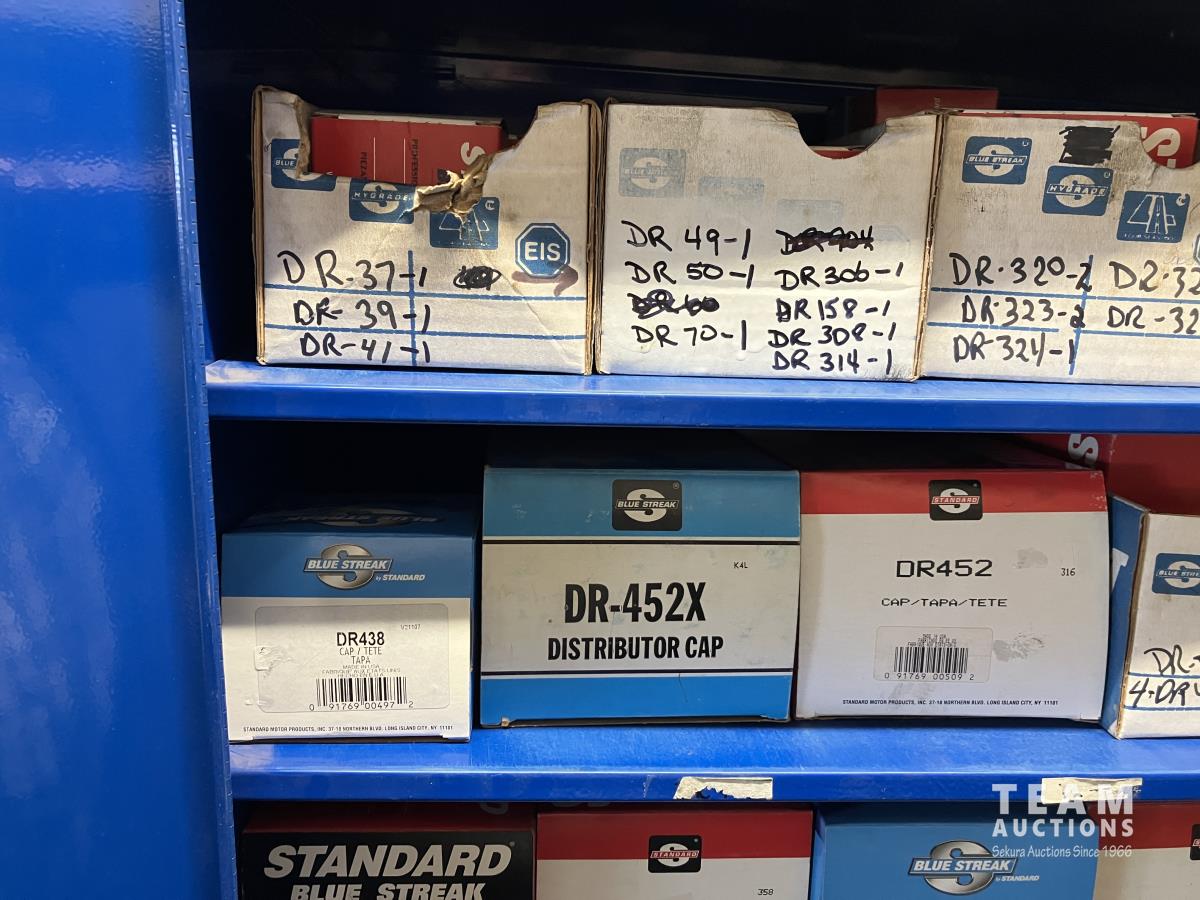 BLUE STREAK
HYGRADE
EIS
DR-37-1
DR-39-1
DR-41-1
DR 49-1
DR 50-1
DR 70-1
DR 306-1
DR 158-1
DR 308-1
DR 314-1
BLUE STREAK
HYGRADE
DR-320-2
DR-323-2
DR-324-1
BLUE STREAK
by STANDARD
V21107
DR438
CAP / TETE
TAPA
MADE IN USA
0 91769 00497 2
STANDARD MOTOR PRODUCTS, INC. 37-18 NORTHERN BLVD. LONG ISLAND CITY, NY 11101
BLUE STREAK
K4L
DR-452X
DISTRIBUTOR CAP
STANDARD
DR452
316
CAP/TAPA/TETE
0 91769 00509 2
STANDARD MOTOR PRODUCTS, INC. 37-18 NORTHERN BLVD. LONG ISLAND CITY, NY 11101
STANDARD
BLUE STREAK
STANDARD
358
BLUE STREAK
by STANDARD
TEAM
AUCTIONS
Sekura Auctions Since 1966